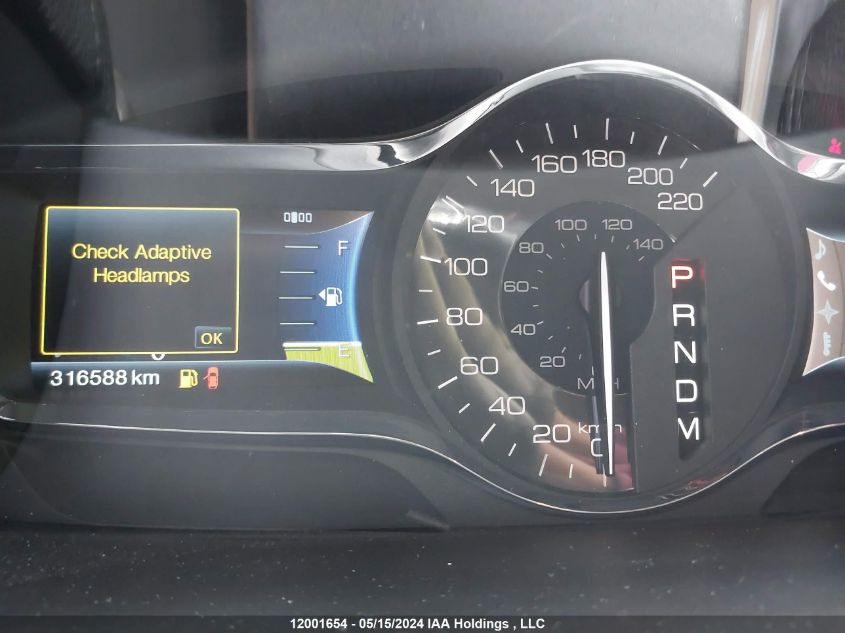 Check Adaptive
Headlamps
OK
F
E
316588 km
0
20
40
60
80
100
120
140
160
180
200
220
km/h
20
40
60
80
100
120
140
MPH
P
R
N
D
M
12001654 - 05/15/2024 IAA Holdings , LLC